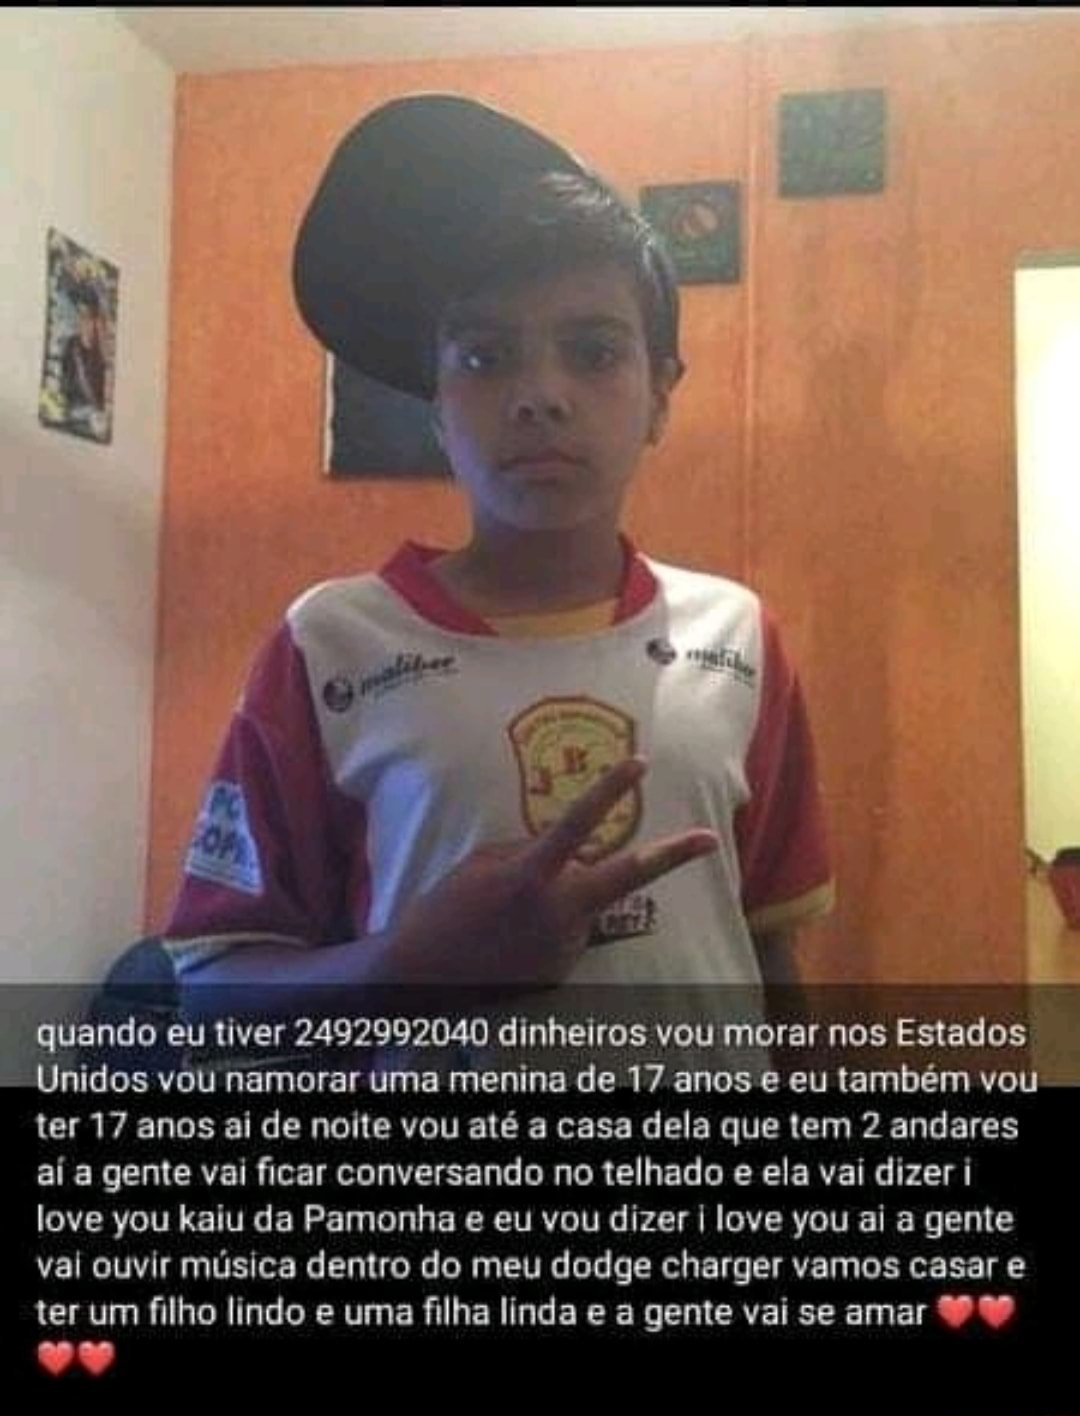 maliber
maliber
J.B.
PC
COPY
quando eu tiver 2492992040 dinheiros vou morar nos Estados
Unidos vou namorar uma menina de 17 anos e eu também vou
ter 17 anos ai de noite vou até a casa dela que tem 2 andares
aí a gente vai ficar conversando no telhado e ela vai dizer i
love you kaiu da Pamonha e eu vou dizer i love you ai a gente
vai ouvir música dentro do meu dodge charger vamos casar e
ter um filho lindo e uma filha linda e a gente vai se amar ❤️❤️
❤️❤️